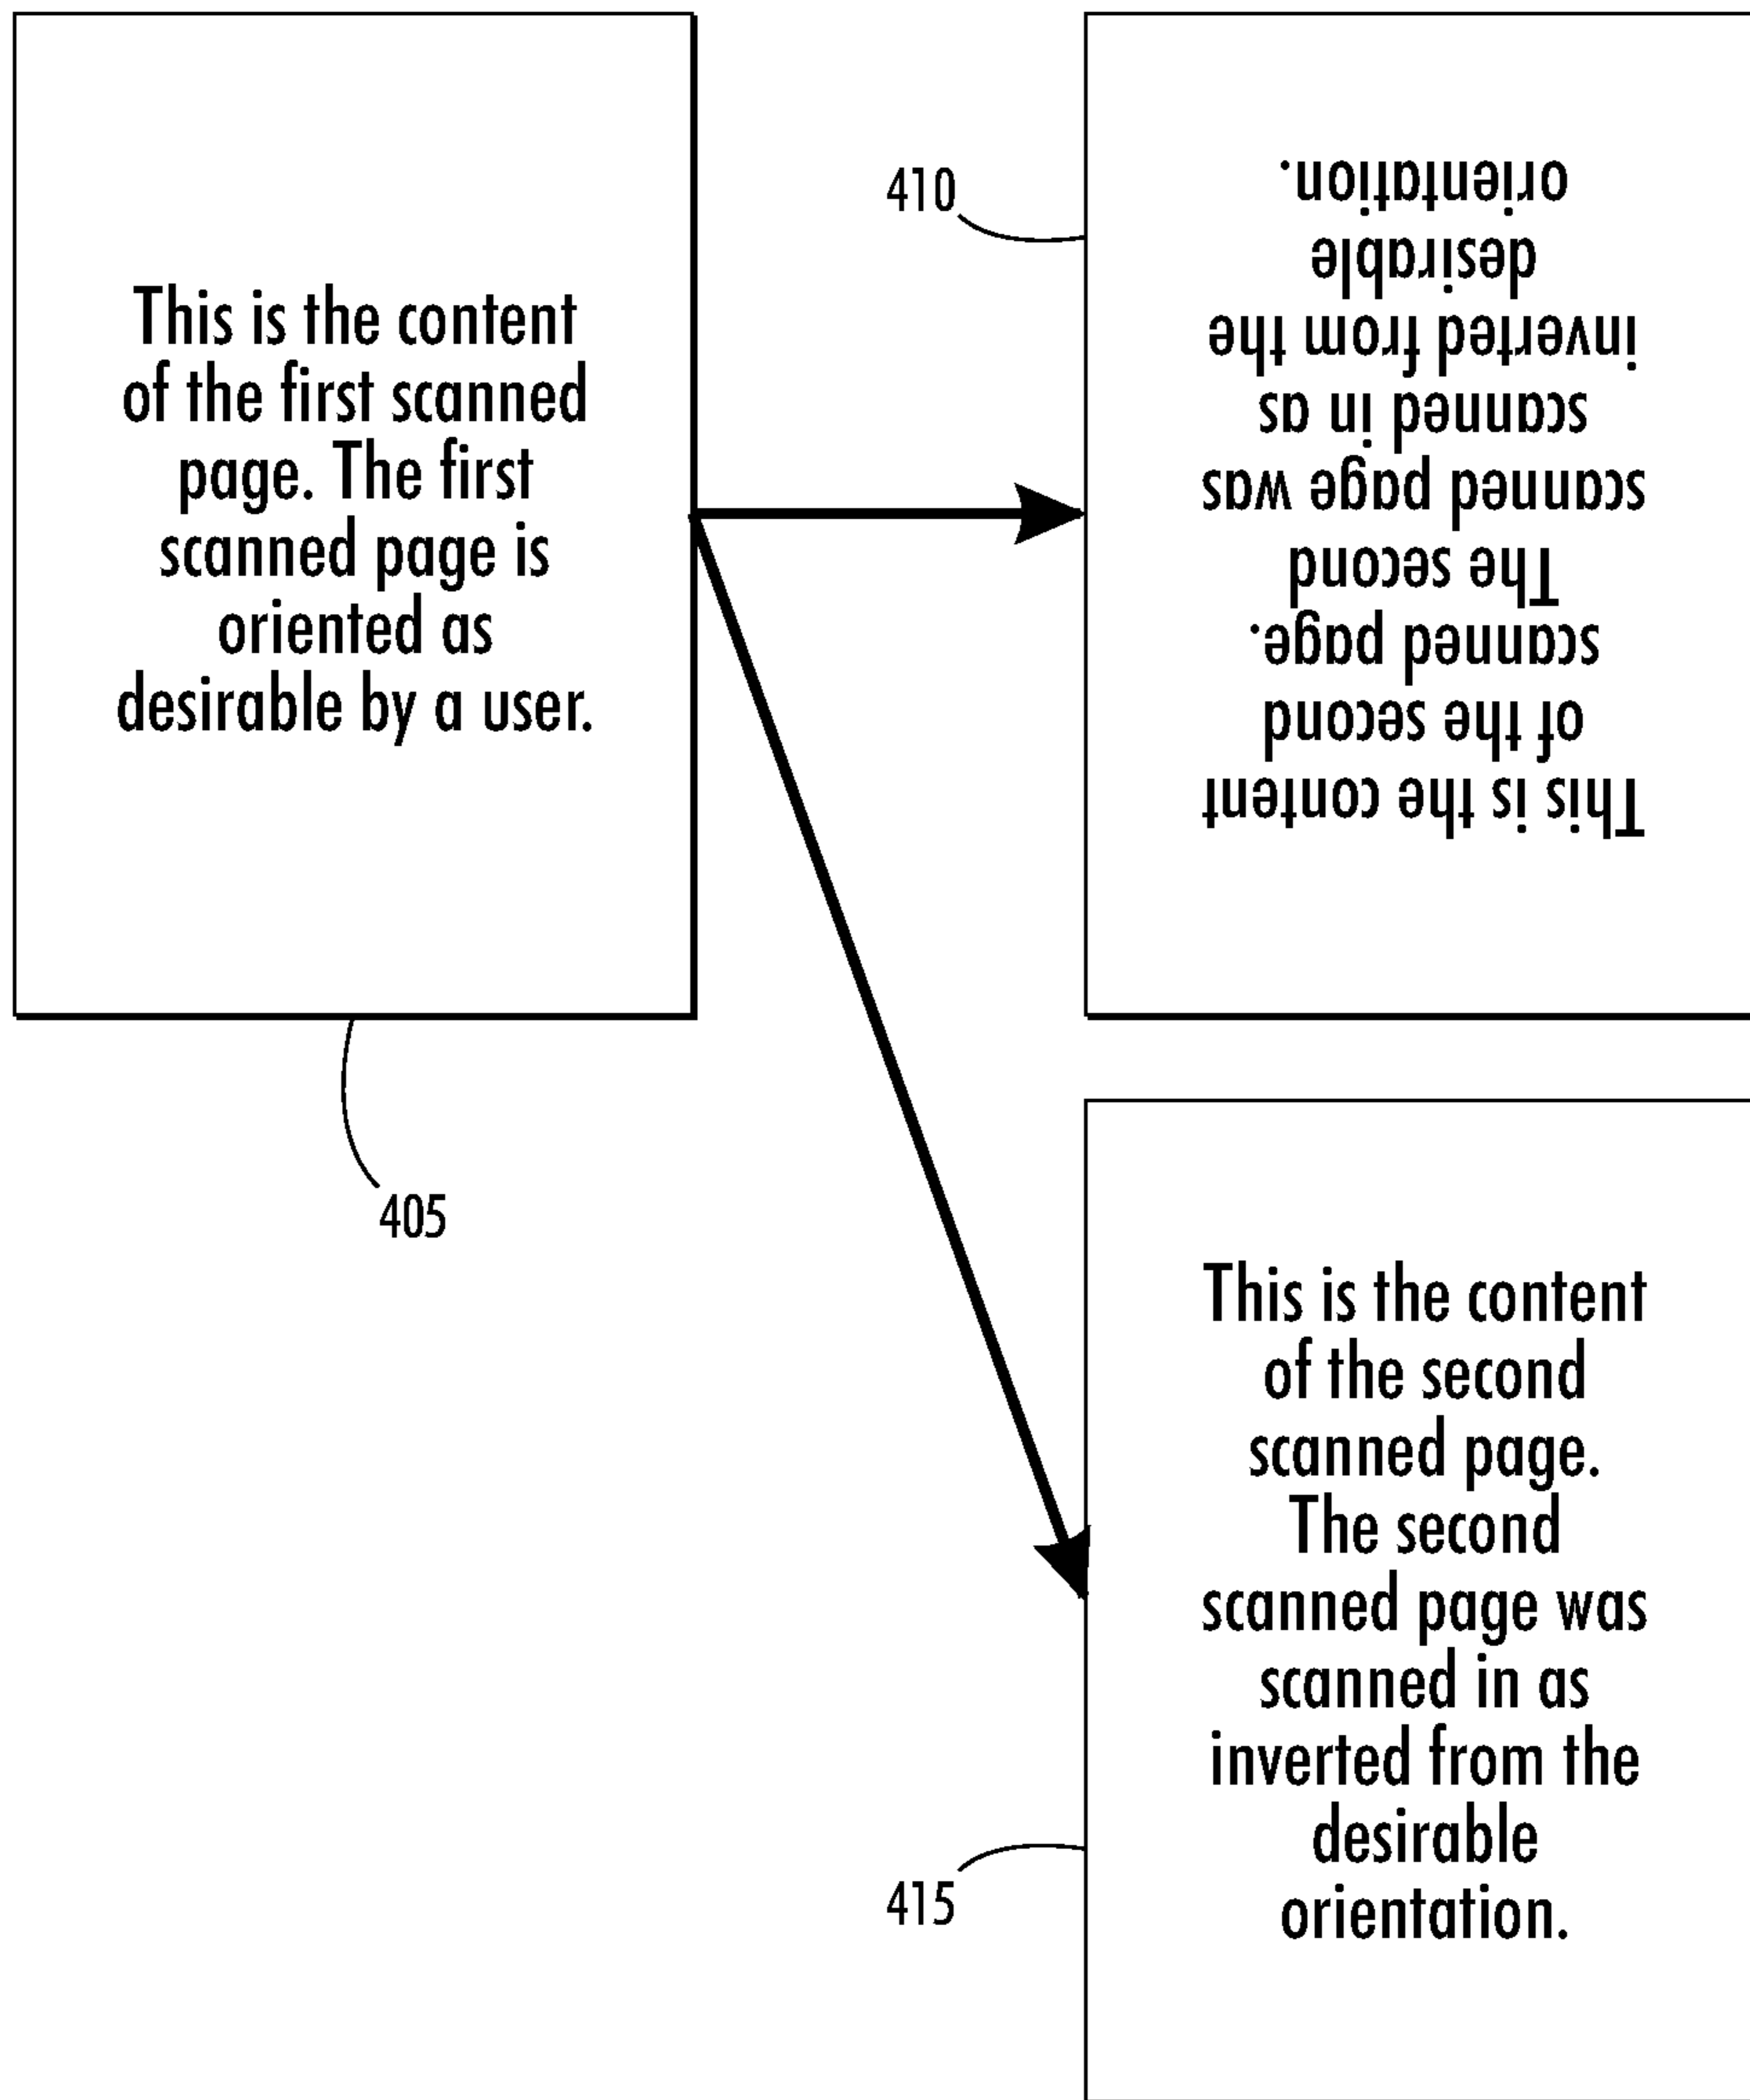 This is the content
of the first scanned
page. The first
scanned page is
oriented as
desirable by a user.
405
410
This is the content
of the second
scanned page.
The second
scanned page was
scanned in as
inverted from the
desirable
orientation.
This is the content
of the second
scanned page.
The second
scanned page was
scanned in as
inverted from the
desirable
orientation.
415